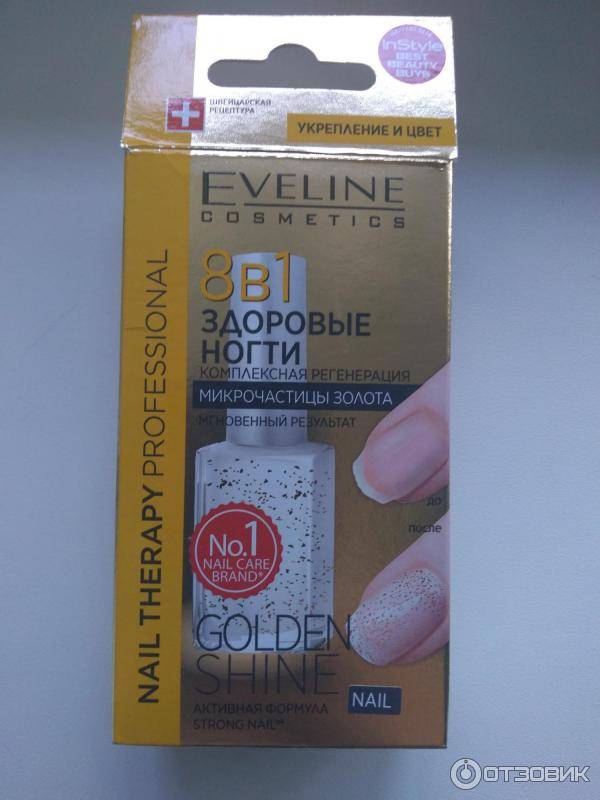 InStyle
BEST
BEAUTY
BUYS
ШВЕЙЦАРСКАЯ
РЕЦЕПТУРА
УКРЕПЛЕНИЕ И ЦВЕТ
EVELINE
COSMETICS
8в1
ЗДОРОВЫЕ
НОГТИ
КОМПЛЕКСНАЯ РЕГЕНЕРАЦИЯ
МИКРОЧАСТИЦЫ ЗОЛОТА
МГНОВЕННЫЙ РЕЗУЛЬТАТ
до
после
No.1
NAIL CARE
BRAND®
GOLDEN
SHINE
NAIL
АКТИВНАЯ ФОРМУЛА
STRONG NAIL™
NAIL THERAPY PROFESSIONAL
ОТЗОВИК